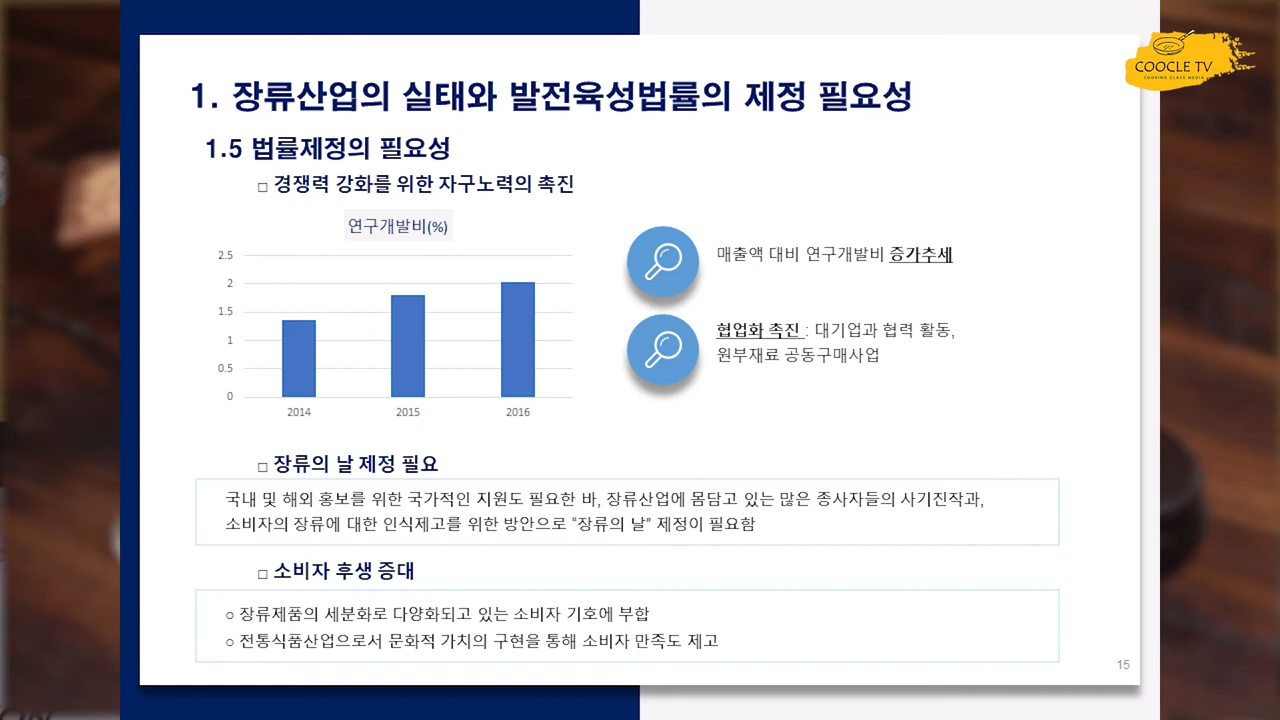 COOCLE TV
COOKING CLASS MEDIA
1. 장류산업의 실태와 발전육성법률의 제정 필요성
1.5 법률제정의 필요성
□ 경쟁력 강화를 위한 자구노력의 촉진
연구개발비(%)
2.5
2
1.5
1
0.5
0
2014 2015 2016
매출액 대비 연구개발비 증가추세
협업화 촉진 : 대기업과 협력 활동,
원부재료 공동구매사업
□ 장류의 날 제정 필요
국내 및 해외 홍보를 위한 국가적인 지원도 필요한 바, 장류산업에 몸담고 있는 많은 종사자들의 사기진작과,
소비자의 장류에 대한 인식제고를 위한 방안으로 “장류의 날” 제정이 필요함
□ 소비자 후생 증대
○ 장류제품의 세분화로 다양화되고 있는 소비자 기호에 부합
○ 전통식품산업으로서 문화적 가치의 구현을 통해 소비자 만족도 제고
15